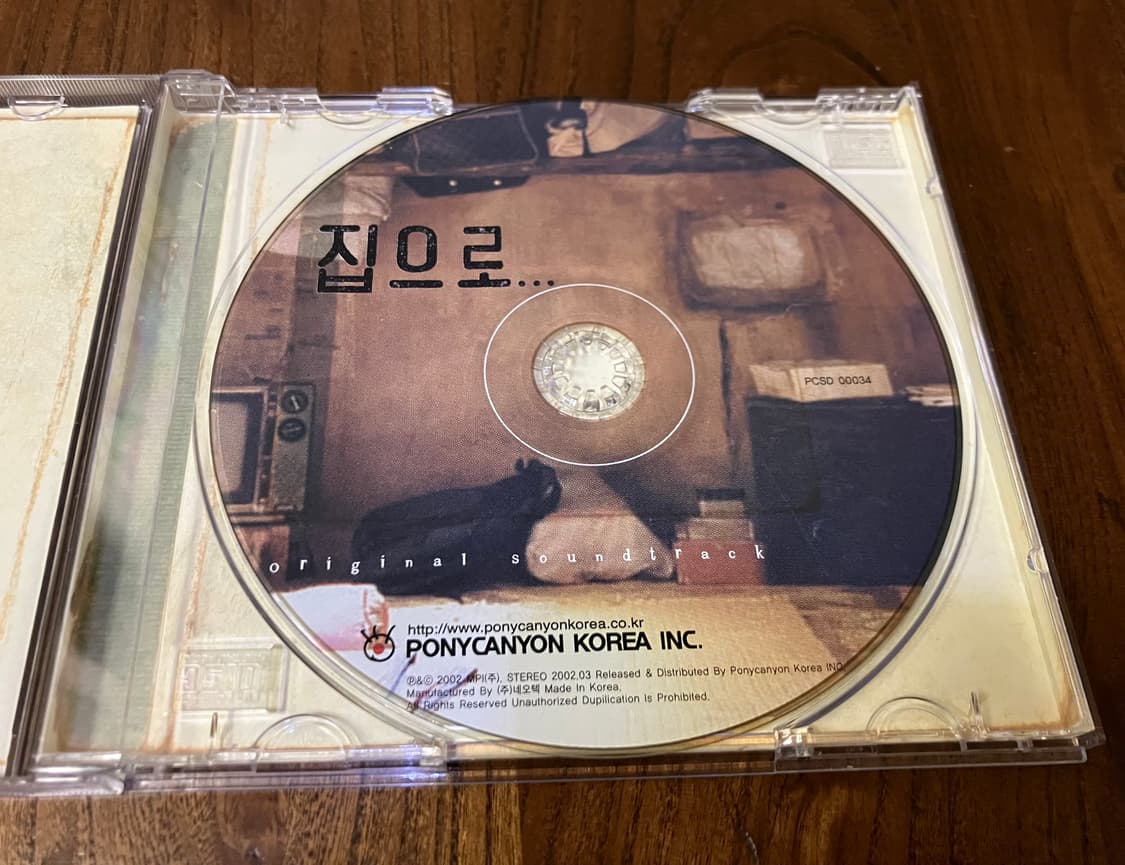 집으로...
PCSD 00034
original soundtrack
http://www.ponycanyonkorea.co.kr
PONYCANYON KOREA INC.
℗&© 2002 MPI(주). STEREO 2002.03 Released & Distributed By Ponycanyon Korea INC.
Manufactured By (주)네오텍 Made In Korea.
All Rights Reserved Unauthorized Dupilication Is Prohibited.